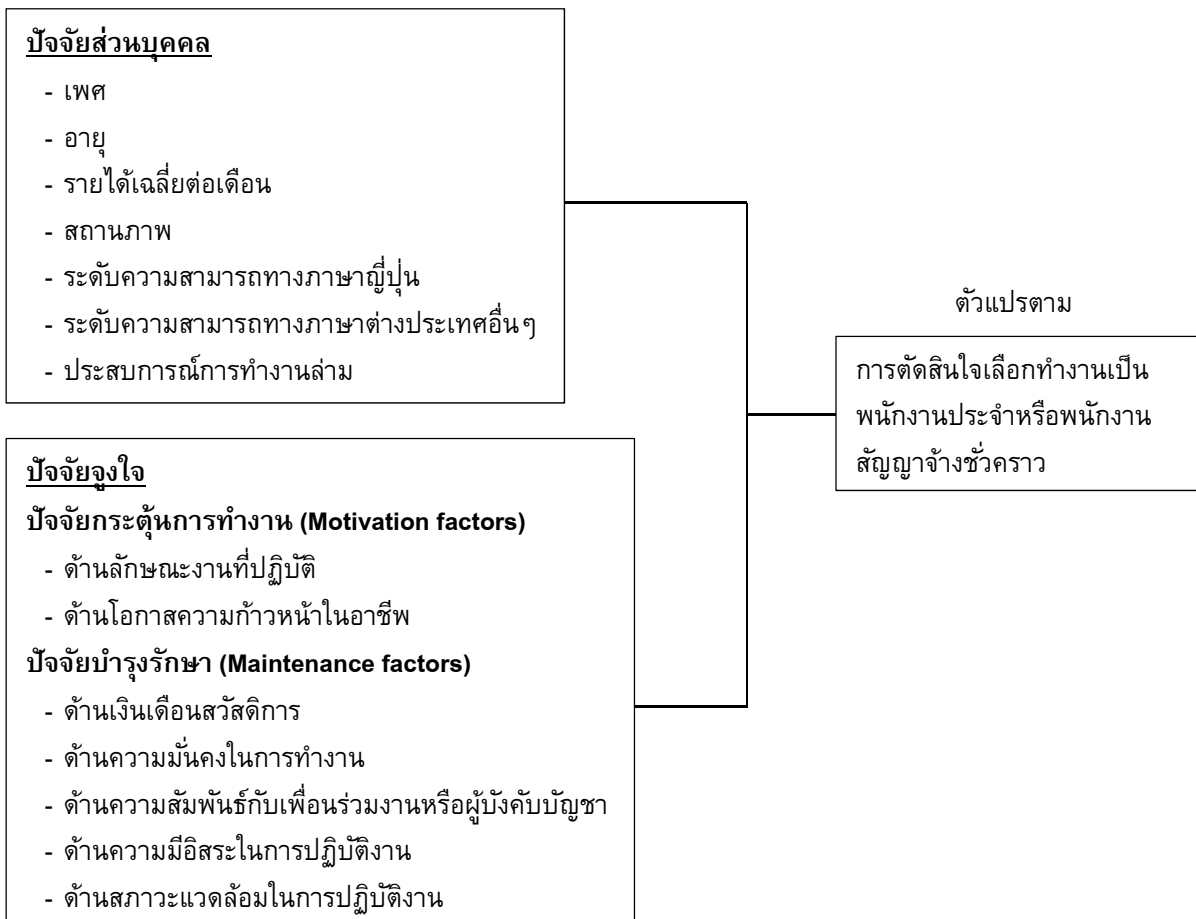 ปัจจัยส่วนบุคคล
- เพศ
- อายุ
- รายได้เฉลี่ยต่อเดือน
- สถานภาพ
- ระดับความสามารถทางภาษาญี่ปุ่น
- ระดับความสามารถทางภาษาต่างประเทศอื่นๆ
- ประสบการณ์การทำงานล่าม
ตัวแปรตาม
การตัดสินใจเลือกทำงานเป็น
พนักงานประจำหรือพนักงาน
สัญญาจ้างชั่วคราว
ปัจจัยจูงใจ
ปัจจัยกระตุ้นการทำงาน (Motivation factors)
- ด้านลักษณะงานที่ปฏิบัติ
- ด้านโอกาสความก้าวหน้าในอาชีพ
ปัจจัยบำรุงรักษา (Maintenance factors)
- ด้านเงินเดือนสวัสดิการ
- ด้านความมั่นคงในการทำงาน
- ด้านความสัมพันธ์กับเพื่อนร่วมงานหรือผู้บังคับบัญชา
- ด้านความมีอิสระในการปฏิบัติงาน
- ด้านสภาวะแวดล้อมในการปฏิบัติงาน